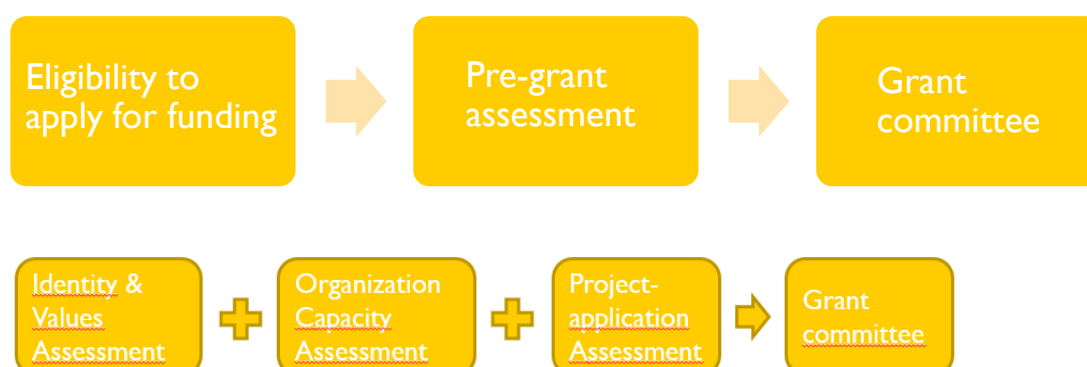 Eligibility to
apply for funding
Pre-grant
assessment
Grant
committee
Identity &
Values
Assessment
Organization
Capacity
Assessment
Project-
application
Assessment
Grant
committee